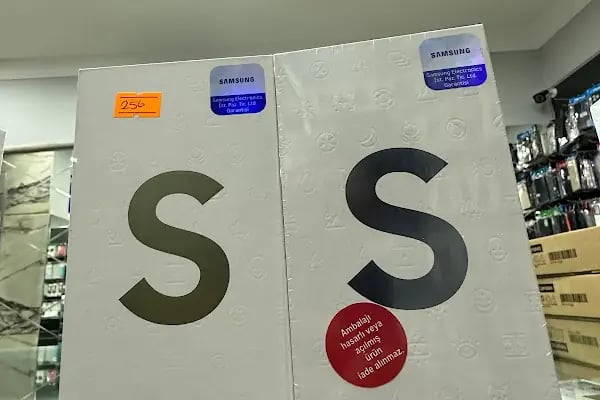 256
SAMSUNG
Samsung Electronics
İst. Paz. Tic. Ltd.
Garantisi
S
SAMSUNG
Samsung Electronics
İst. Paz. Tic. Ltd.
Garantisi
S
Ambalajı
hasarlı veya
açılmış
ürün
iade alınmaz.